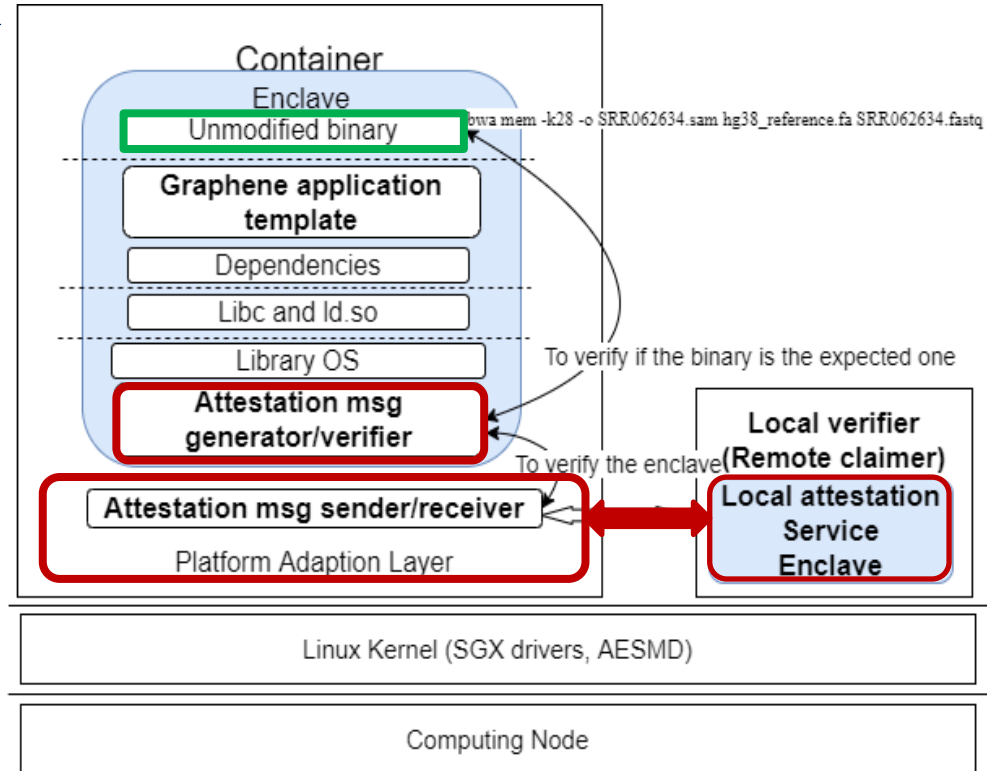 Container
Enclave
Unmodified binary
bwa mem -k28 -o SRR062634.sam hg38_reference.fa SRR062634.fastq
Graphene application
template
Dependencies
Libc and ld.so
Library OS
To verify if the binary is the expected one
Attestation msg
generator/verifier
To verify the enclave
Local verifier
(Remote claimer)
Local attestation
Service
Enclave
Attestation msg sender/receiver
Platform Adaption Layer
Linux Kernel (SGX drivers, AESMD)
Computing Node